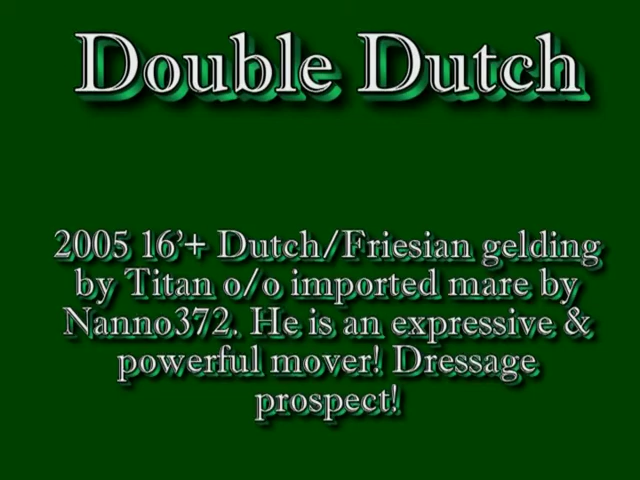 Double Dutch
2005 16'+ Dutch/Friesian gelding
by Titan o/o imported mare by
Nanno372. He is an expressive &
powerful mover! Dressage
prospect!